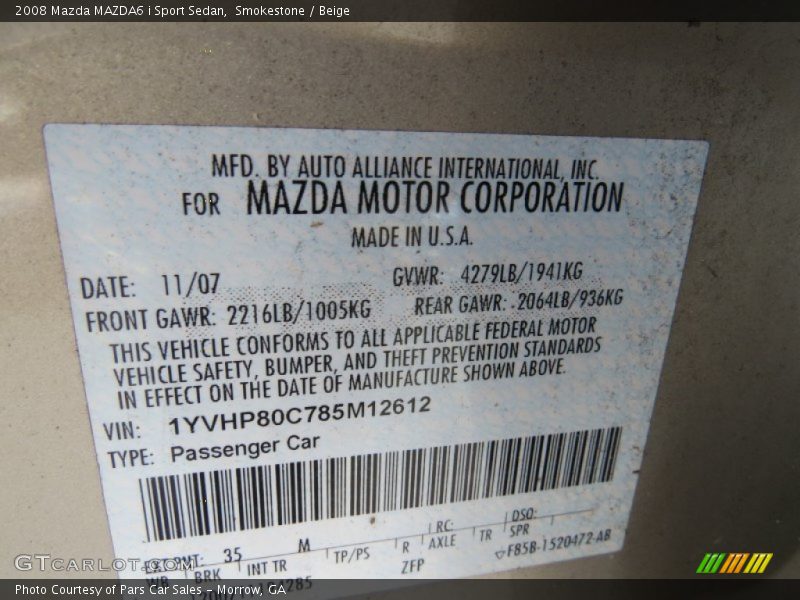 2008 Mazda MAZDA6 i Sport Sedan, Smokestone / Beige
MFD. BY AUTO ALLIANCE INTERNATIONAL, INC.
FOR MAZDA MOTOR CORPORATION
MADE IN U.S.A.
DATE: 11/07 GVWR: 4279LB/1941KG
FRONT GAWR: 2216LB/1005KG REAR GAWR: 2064LB/936KG
THIS VEHICLE CONFORMS TO ALL APPLICABLE FEDERAL MOTOR
VEHICLE SAFETY, BUMPER, AND THEFT PREVENTION STANDARDS
IN EFFECT ON THE DATE OF MANUFACTURE SHOWN ABOVE.
VIN: 1YVHP80C785M12612
TYPE: Passenger Car
EXT PNT: 35 M RC: DSO:
WB BRK INT TR TP/PS R AXLE TR SPR
ZFP F85B-1520472-AB
GTCarLot.com
Photo Courtesy of Pars Car Sales - Morrow, GA